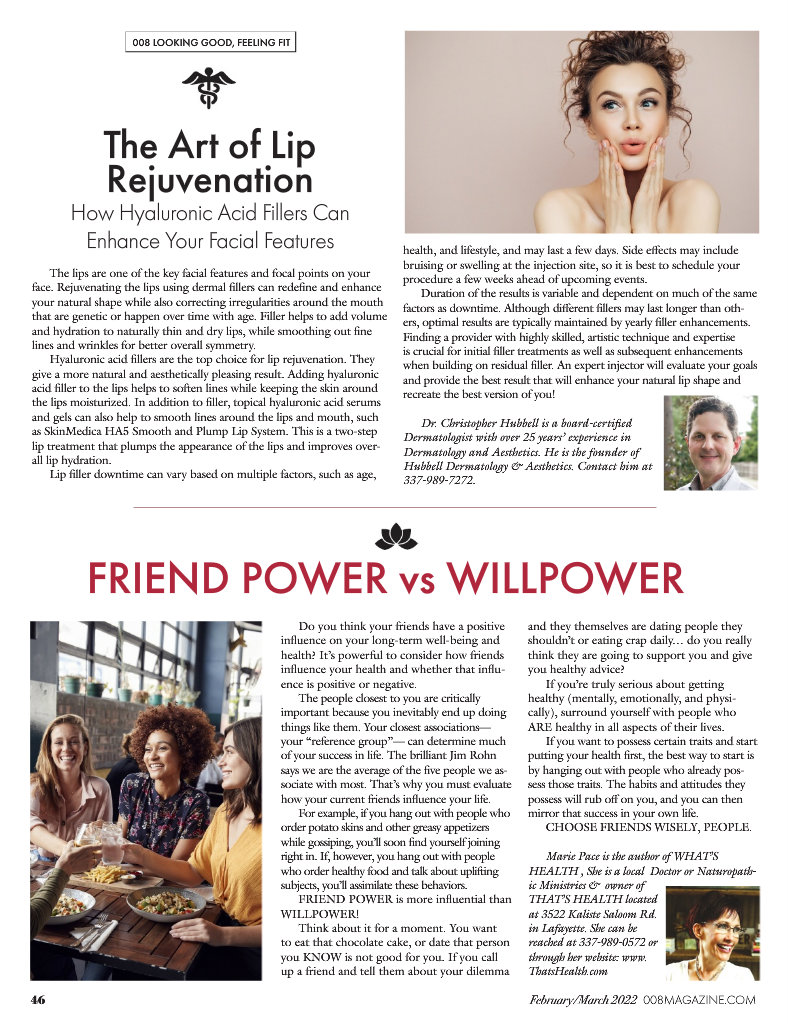 008 LOOKING GOOD, FEELING FIT
The Art of Lip
Rejuvenation
How Hyaluronic Acid Fillers Can
Enhance Your Facial Features
The lips are one of the key facial features and focal points on your
face. Rejuvenating the lips using dermal fillers can redefine and enhance
your natural shape while also correcting irregularities around the mouth
that are genetic or happen over time with age. Filler helps to add volume
and hydration to naturally thin and dry lips, while smoothing out fine
lines and wrinkles for better overall symmetry.
Hyaluronic acid fillers are the top choice for lip rejuvenation. They
give a more natural and aesthetically pleasing result. Adding hyaluronic
acid filler to the lips helps to soften lines while keeping the skin around
the lips moisturized. In addition to filler, topical hyaluronic acid serums
and gels can also help to smooth lines around the lips and mouth, such
as SkinMedica HA5 Smooth and Plump Lip System. This is a two-step
lip treatment that plumps the appearance of the lips and improves over-
all lip hydration.
Lip filler downtime can vary based on multiple factors, such as age,
health, and lifestyle, and may last a few days. Side effects may include
bruising or swelling at the injection site, so it is best to schedule your
procedure a few weeks ahead of upcoming events.
Duration of the results is variable and dependent on much of the same
factors as downtime. Although different fillers may last longer than oth-
ers, optimal results are typically maintained by yearly filler enhancements.
Finding a provider with highly skilled, artistic technique and expertise
is crucial for initial filler treatments as well as subsequent enhancements
when building on residual filler. An expert injector will evaluate your goals
and provide the best result that will enhance your natural lip shape and
recreate the best version of you!
Dr. Christopher Hubbell is a board-certified
Dermatologist with over 25 years' experience in
Dermatology and Aesthetics. He is the founder of
Hubbell Dermatology & Aesthetics. Contact him at
337-989-7272.
FRIEND POWER vs WILLPOWER
Do you think your friends have a positive
influence on your long-term well-being and
health? It's powerful to consider how friends
influence your health and whether that influ-
ence is positive or negative.
The people closest to you are critically
important because you inevitably end up doing
things like them. Your closest associations—
your "reference group"— can determine much
of your success in life. The brilliant Jim Rohn
says we are the average of the five people we as-
sociate with most. That's why you must evaluate
how your current friends influence your life.
For example, if you hang out with people who
order potato skins and other greasy appetizers
while gossiping, you'll soon find yourself joining
right in. If, however, you hang out with people
who order healthy food and talk about uplifting
subjects, you'll assimilate these behaviors.
FRIEND POWER is more influential than
WILLPOWER!
Think about it for a moment. You want
to eat that chocolate cake, or date that person
you KNOW is not good for you. If you call
up a friend and tell them about your dilemma
and they themselves are dating people they
shouldn't or eating crap daily… do you really
think they are going to support you and give
you healthy advice?
If you're truly serious about getting
healthy (mentally, emotionally, and physi-
cally), surround yourself with people who
ARE healthy in all aspects of their lives.
If you want to possess certain traits and start
putting your health first, the best way to start is
by hanging out with people who already pos-
sess those traits. The habits and attitudes they
possess will rub off on you, and you can then
mirror that success in your own life.
CHOOSE FRIENDS WISELY, PEOPLE.
Marie Pace is the author of WHAT'S
HEALTH , She is a local Doctor or Naturopath-
ic Ministries & owner of
THAT'S HEALTH located
at 3522 Kaliste Saloom Rd.
in Lafayette. She can be
reached at 337-989-0572 or
through her website: www.
ThatsHealth.com
46
February/March 2022 008MAGAZINE.COM